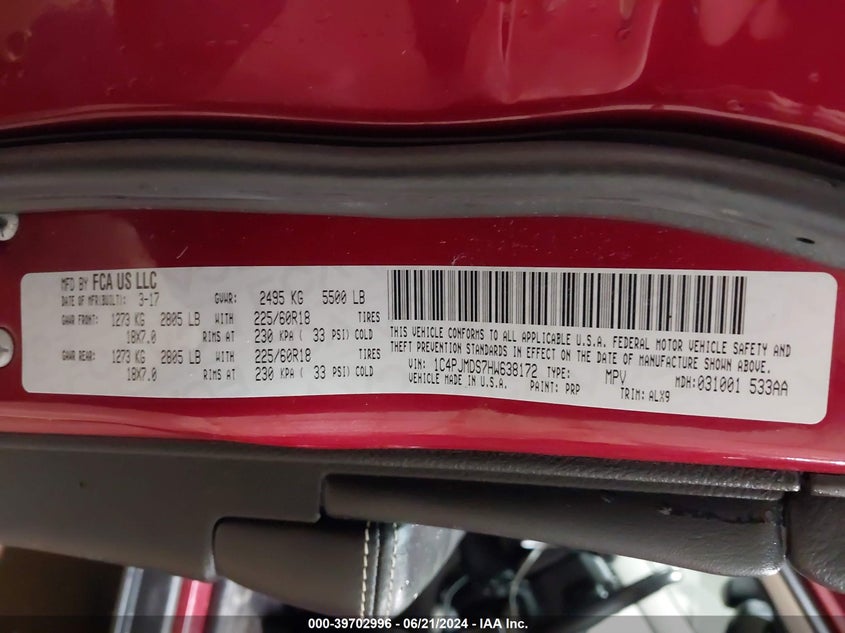 MFD BY FCA US LLC
DATE OF MFR(BUILT): 3-17 GVWR: 2495 KG 5500 LB
GAWR FRONT: 1273 KG 2805 LB WITH 225/60R18 TIRES
18X7.0 RIMS AT 230 KPA ( 33 PSI) COLD
GAWR REAR: 1273 KG 2805 LB WITH 225/60R18 TIRES
18X7.0 RIMS AT 230 KPA ( 33 PSI) COLD
THIS VEHICLE CONFORMS TO ALL APPLICABLE U.S.A. FEDERAL MOTOR VEHICLE SAFETY AND
THEFT PREVENTION STANDARDS IN EFFECT ON THE DATE OF MANUFACTURE SHOWN ABOVE.
VIN: 1C4PJMDS7HW638172 TYPE: MPV MDH: 031001 533AA
VEHICLE MADE IN U.S.A. PAINT: PRP TRIM: ALX9
000-39702996 - 06/21/2024 - IAA Inc.